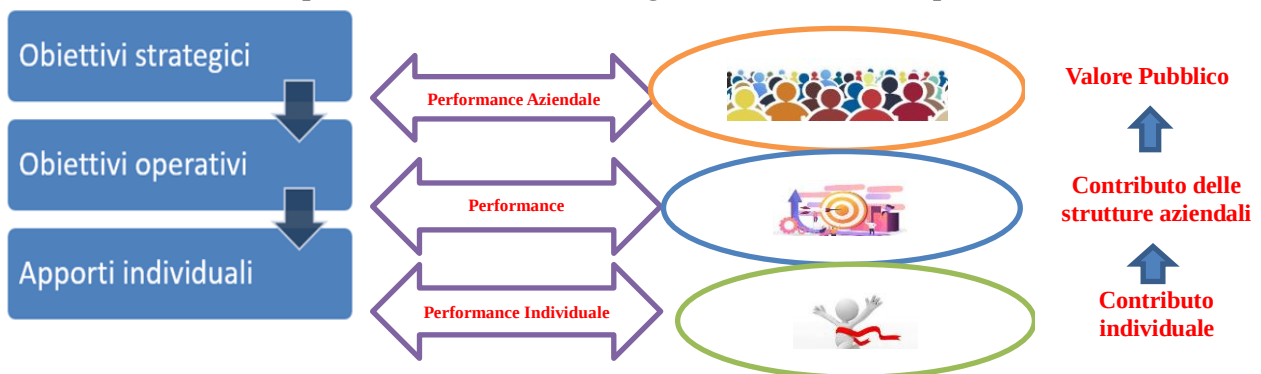 Obiettivi strategici
Performance Aziendale
Valore Pubblico
Obiettivi operativi
Performance
Contributo delle
strutture aziendali
Apporti individuali
Performance Individuale
Contributo
individuale